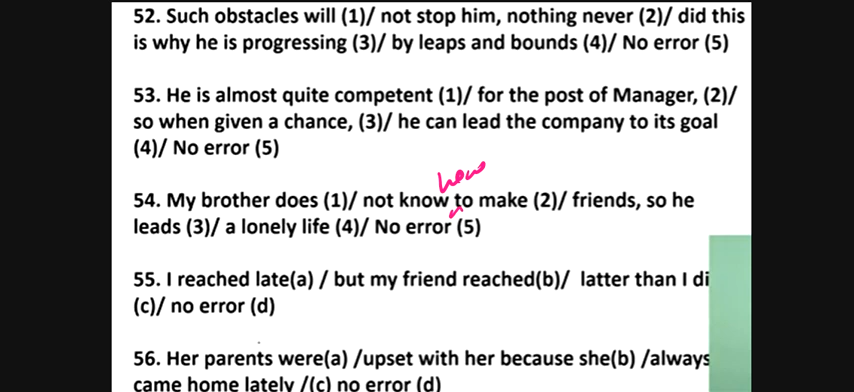 52. Such obstacles will (1)/ not stop him, nothing never (2)/ did this
is why he is progressing (3)/ by leaps and bounds (4)/ No error (5)
53. He is almost quite competent (1)/ for the post of Manager, (2)/
so when given a chance, (3)/ he can lead the company to its goal
(4)/ No error (5)
how
54. My brother does (1)/ not know to make (2)/ friends, so he
leads (3)/ a lonely life (4)/ No error (5)
55. I reached late(a) / but my friend reached(b)/ latter than I di
(c)/ no error (d)
56. Her parents were(a) /upset with her because she(b) /always
came home lately /(c) no error (d)